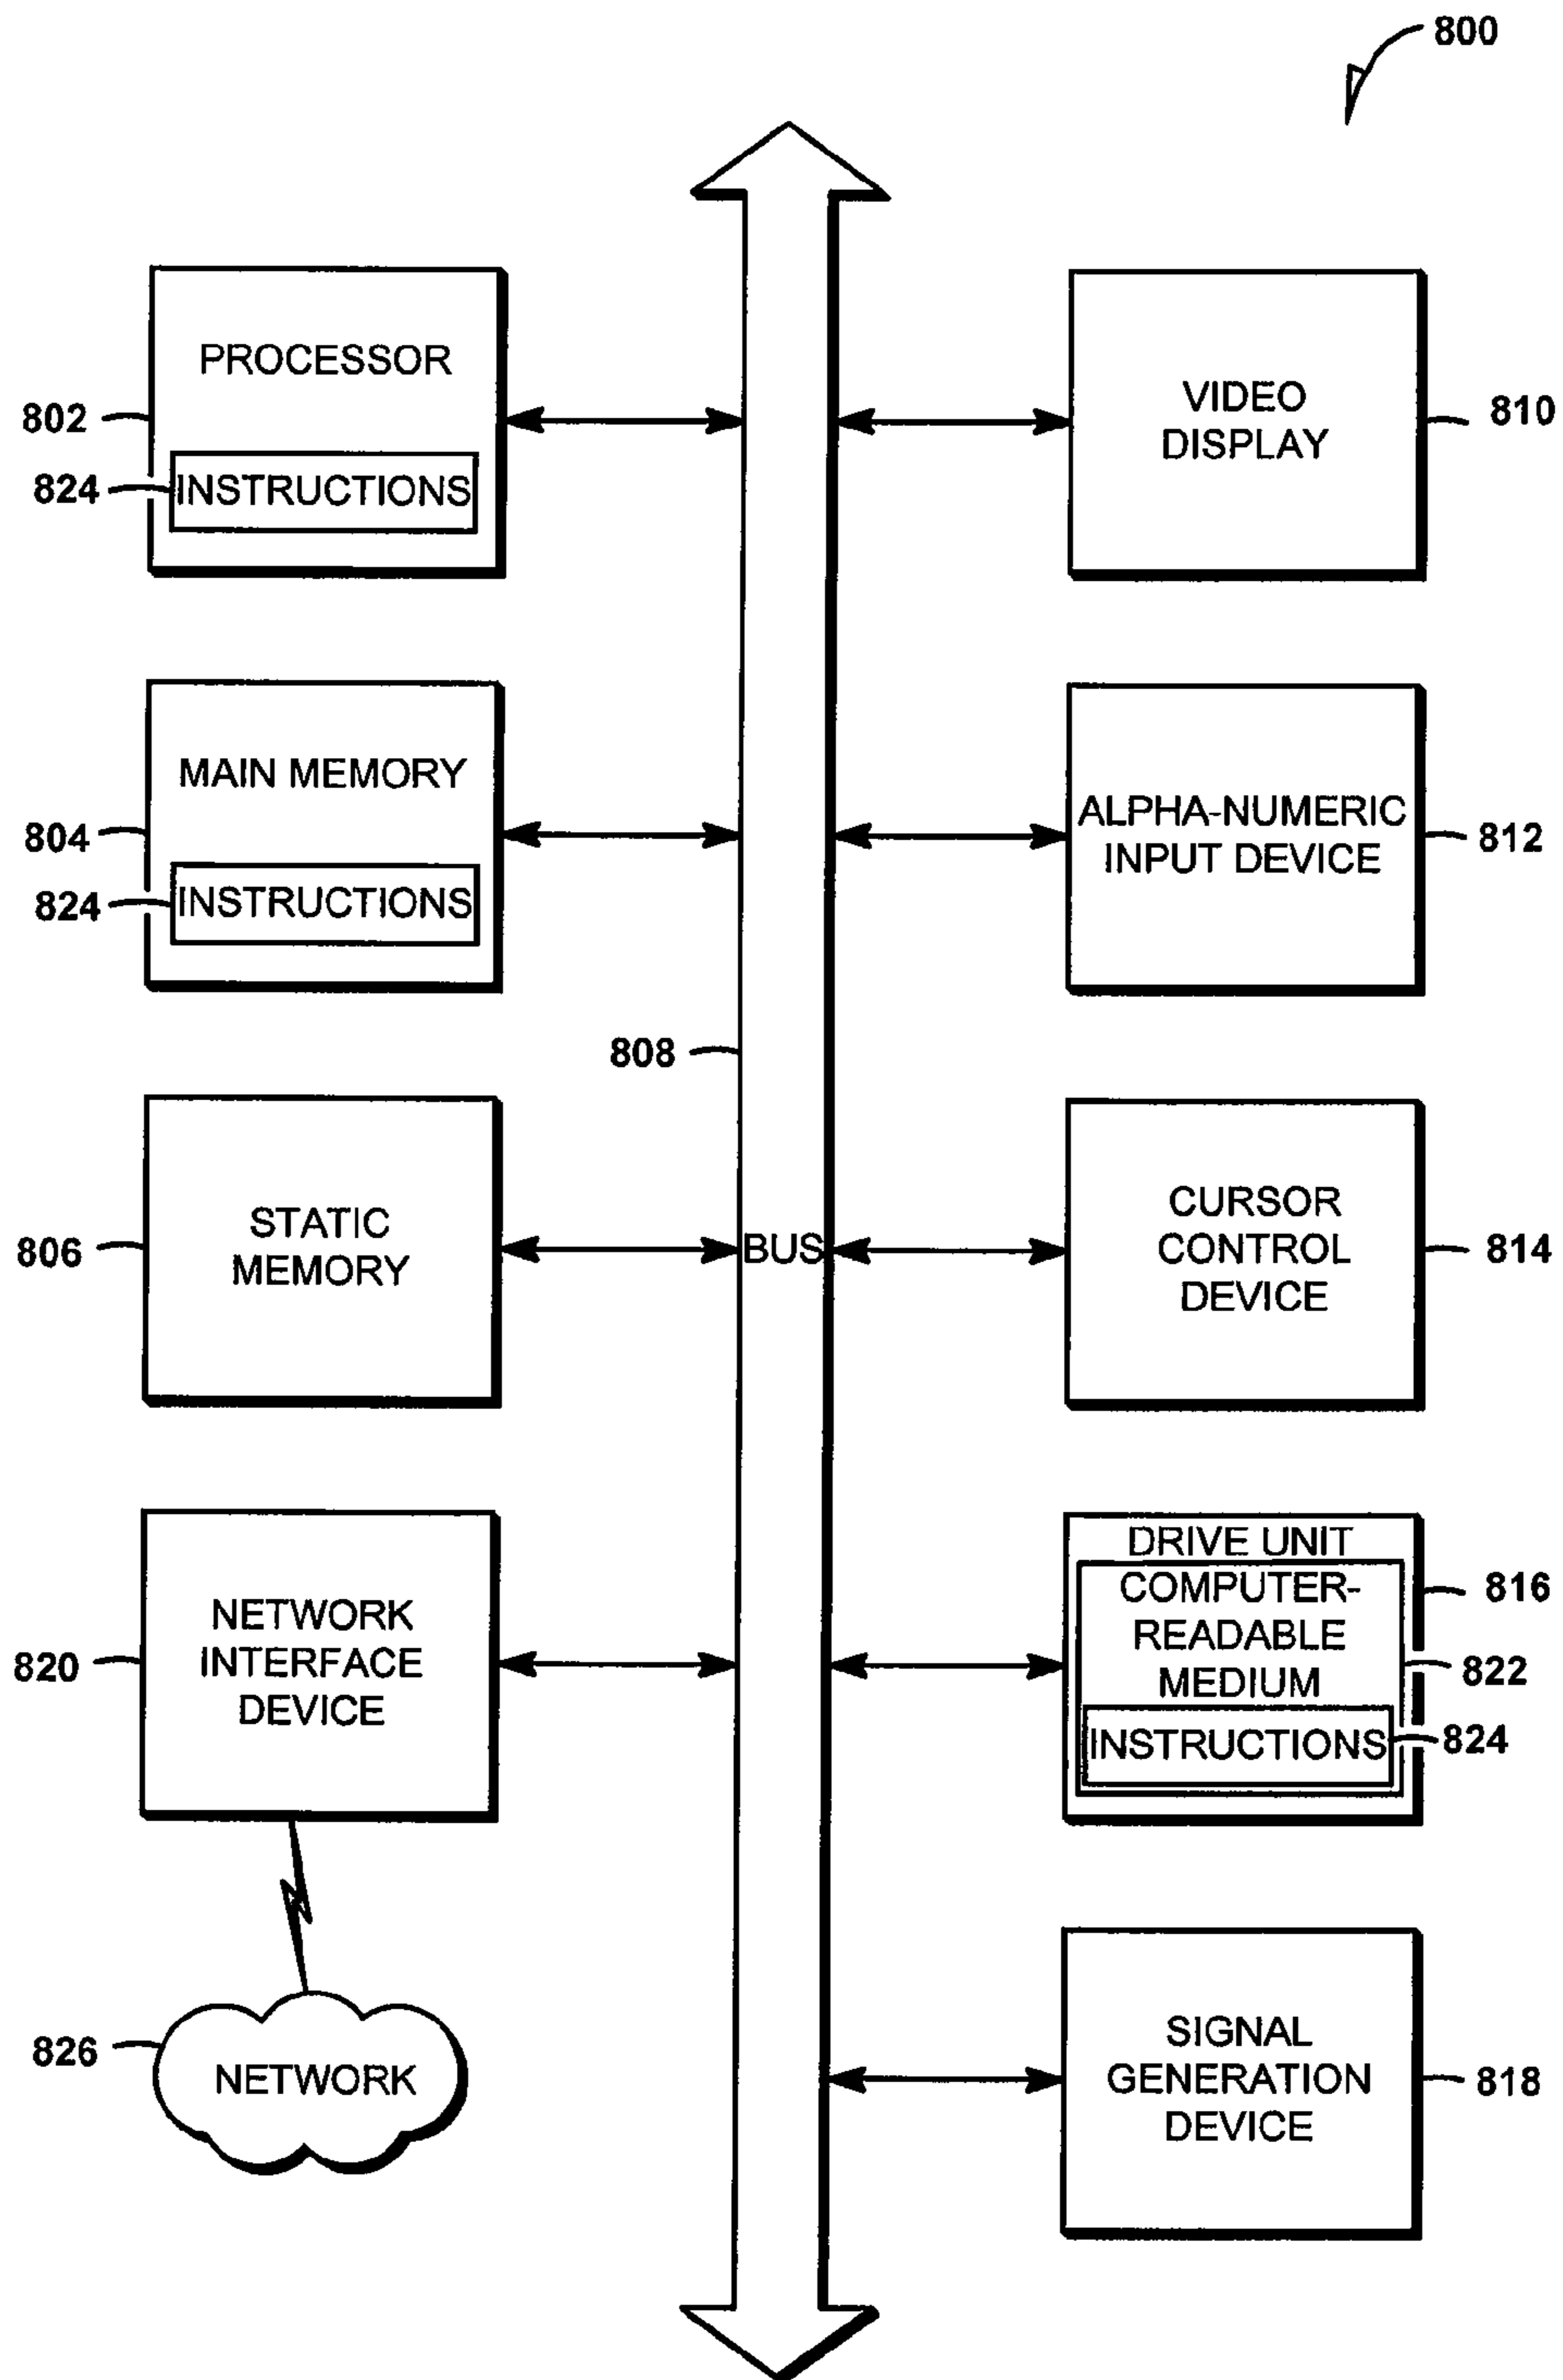 800
PROCESSOR
802
824
INSTRUCTIONS
VIDEO
DISPLAY
810
MAIN MEMORY
804
824
INSTRUCTIONS
ALPHA-NUMERIC
INPUT DEVICE
812
808
STATIC
MEMORY
806
BUS
CURSOR
CONTROL
DEVICE
814
NETWORK
INTERFACE
DEVICE
820
DRIVE UNIT
COMPUTER-
READABLE
MEDIUM
816
822
INSTRUCTIONS
824
826
NETWORK
SIGNAL
GENERATION
DEVICE
818